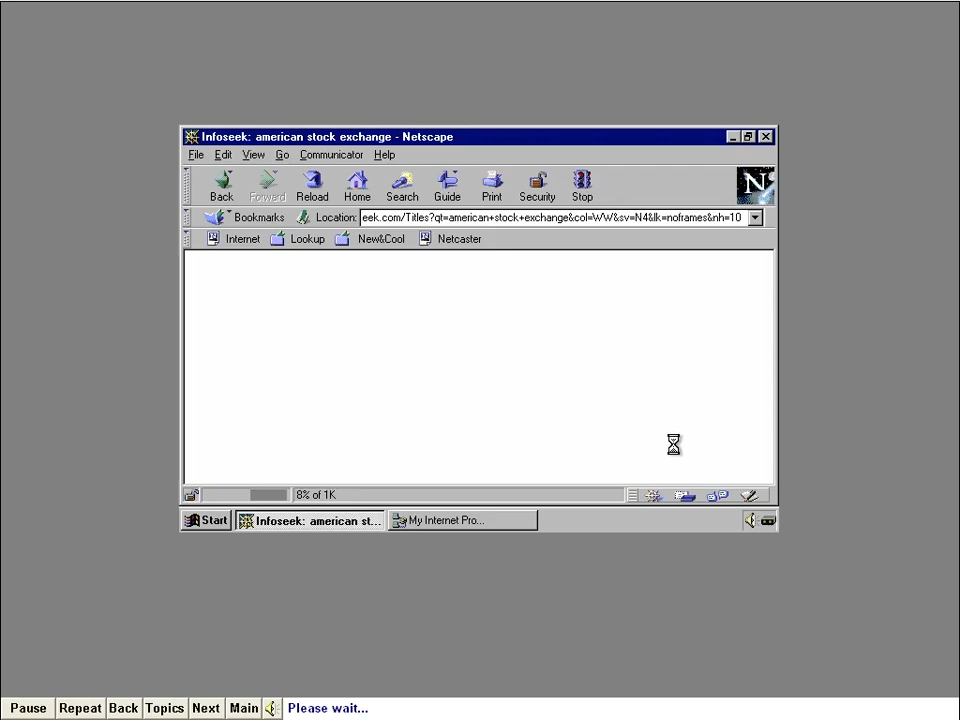 Infoseek: american stock exchange - Netscape
File Edit View Go Communicator Help
Back Forward Reload Home Search Guide Print Security Stop
N
Bookmarks Location: eek.com/Titles?qt=american+stock+exchange&col=WW&sv=N4&lk=noframes&nh=10
Internet Lookup New&Cool Netcaster
8% of 1K
Start Infoseek: american st... My Internet Pro...
Pause Repeat Back Topics Next Main Please wait...